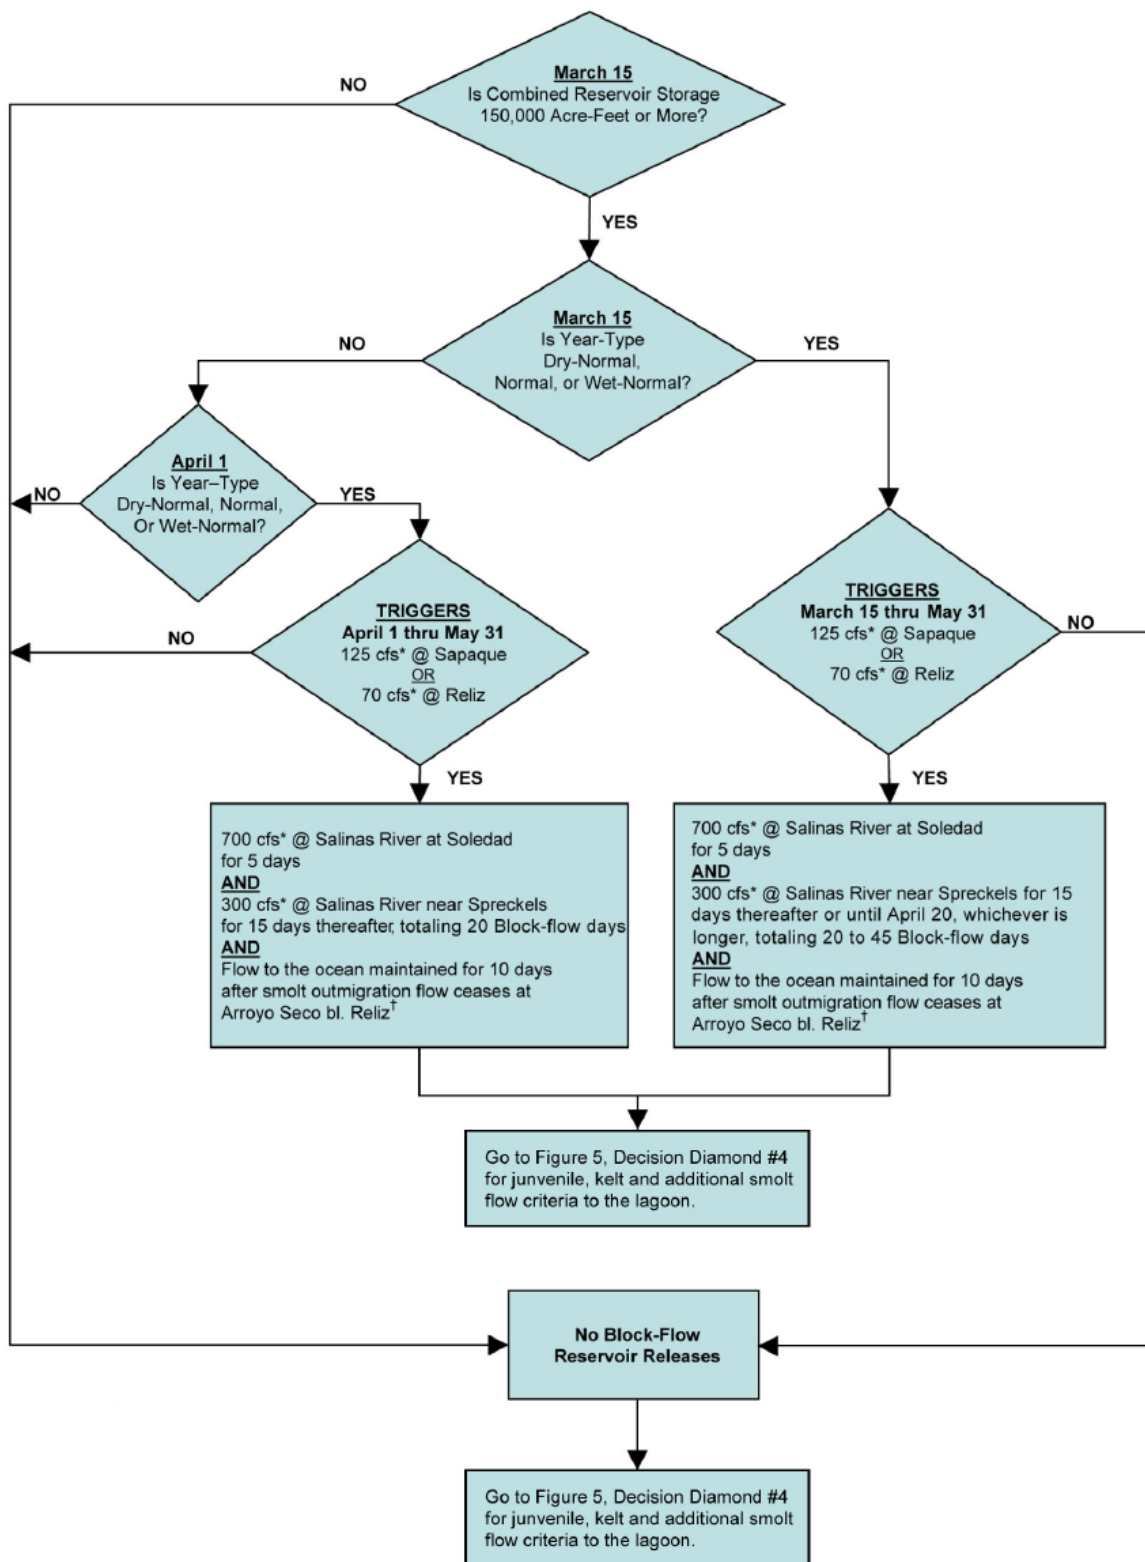 NO
March 15
Is Combined Reservoir Storage
150,000 Acre-Feet or More?
YES
NO
March 15
Is Year-Type
Dry-Normal,
Normal, or Wet-Normal?
YES
NO
April 1
Is Year–Type
Dry-Normal, Normal,
Or Wet-Normal?
YES
NO
TRIGGERS
April 1 thru May 31
125 cfs* @ Sapaque
OR
70 cfs* @ Reliz
TRIGGERS
March 15 thru May 31
125 cfs* @ Sapaque
OR
70 cfs* @ Reliz
NO
YES
YES
700 cfs* @ Salinas River at Soledad
for 5 days
AND
300 cfs* @ Salinas River near Spreckels
for 15 days thereafter, totaling 20 Block-flow days
AND
Flow to the ocean maintained for 10 days
after smolt outmigration flow ceases at
Arroyo Seco bl. Reliz†
700 cfs* @ Salinas River at Soledad
for 5 days
AND
300 cfs* @ Salinas River near Spreckels for 15
days thereafter or until April 20, whichever is
longer, totaling 20 to 45 Block-flow days
AND
Flow to the ocean maintained for 10 days
after smolt outmigration flow ceases at
Arroyo Seco bl. Reliz†
Go to Figure 5, Decision Diamond #4
for junvenile, kelt and additional smolt
flow criteria to the lagoon.
No Block-Flow
Reservoir Releases
Go to Figure 5, Decision Diamond #4
for junvenile, kelt and additional smolt
flow criteria to the lagoon.